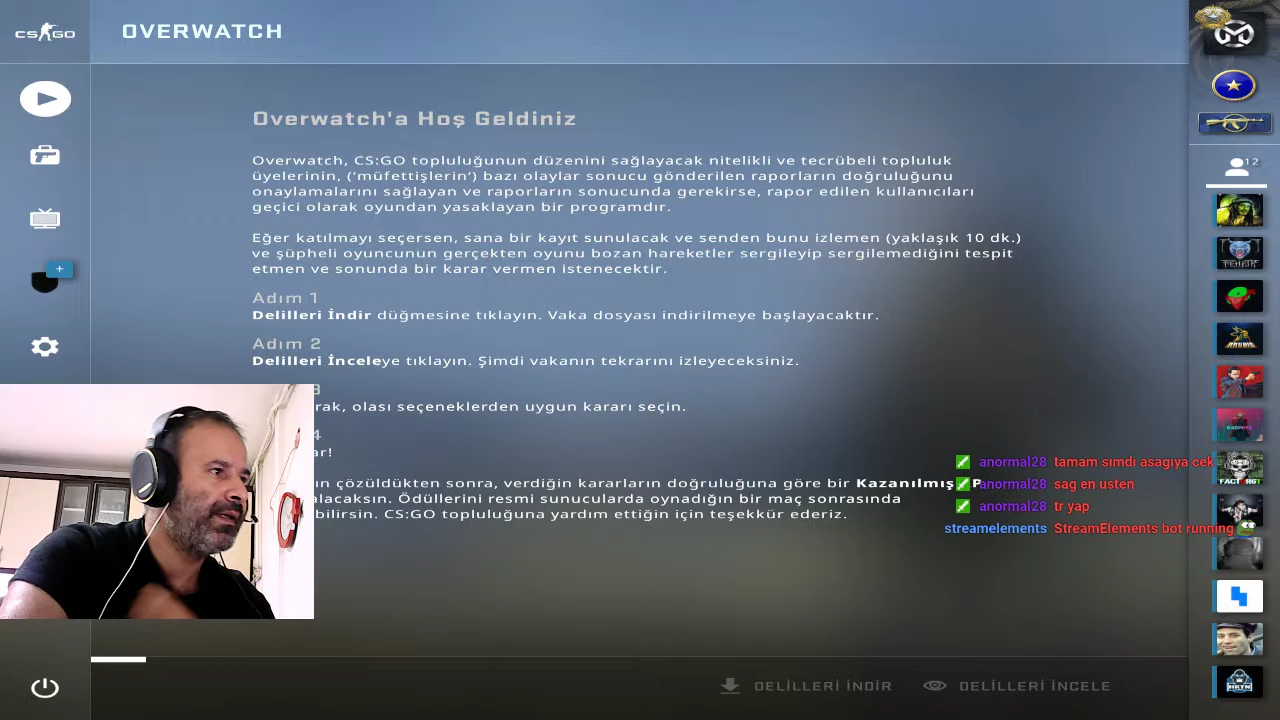 CS GO
OVERWATCH
12
Overwatch'a Hoş Geldiniz
Overwatch, CS:GO topluluğunun düzenini sağlayacak nitelikli ve tecrübeli topluluk
üyelerinin, (‘müfettişlerin’) bazı olaylar sonucu gönderilen raporların doğruluğunu
onaylamalarını sağlayan ve raporların sonucunda gerekirse, rapor edilen kullanıcıları
geçici olarak oyundan yasaklayan bir programdır.
Eğer katılmayı seçersen, sana bir kayıt sunulacak ve senden bunu izlemen (yaklaşık 10 dk.)
ve şüpheli oyuncunun gerçekten oyunu bozan hareketler sergileyip sergilemediğini tespit
etmen ve sonunda bir karar vermen istenecektir.
Adım 1
Delilleri İndir düğmesine tıklayın. Vaka dosyası indirilmeye başlayacaktır.
Adım 2
Delilleri İnceleye tıklayın. Şimdi vakanın tekrarını izleyeceksiniz.
3
rak, olası seçeneklerden uygun kararı seçin.
4
ar!
ın çözüldükten sonra, verdiğin kararların doğruluğuna göre bir Kazanılmış
alacaksın. Ödüllerini resmi sunucularda oynadığın bir maç sonrasında
bilirsin. CS:GO topluluğuna yardım ettiğin için teşekkür ederiz.
anormal28 tamam sımdı asagıya cek
anormal28 sag en usten
anormal28 tr yap
streamelements StreamElements bot running
DELİLLERİ İNDİR
DELİLLERİ İNCELE